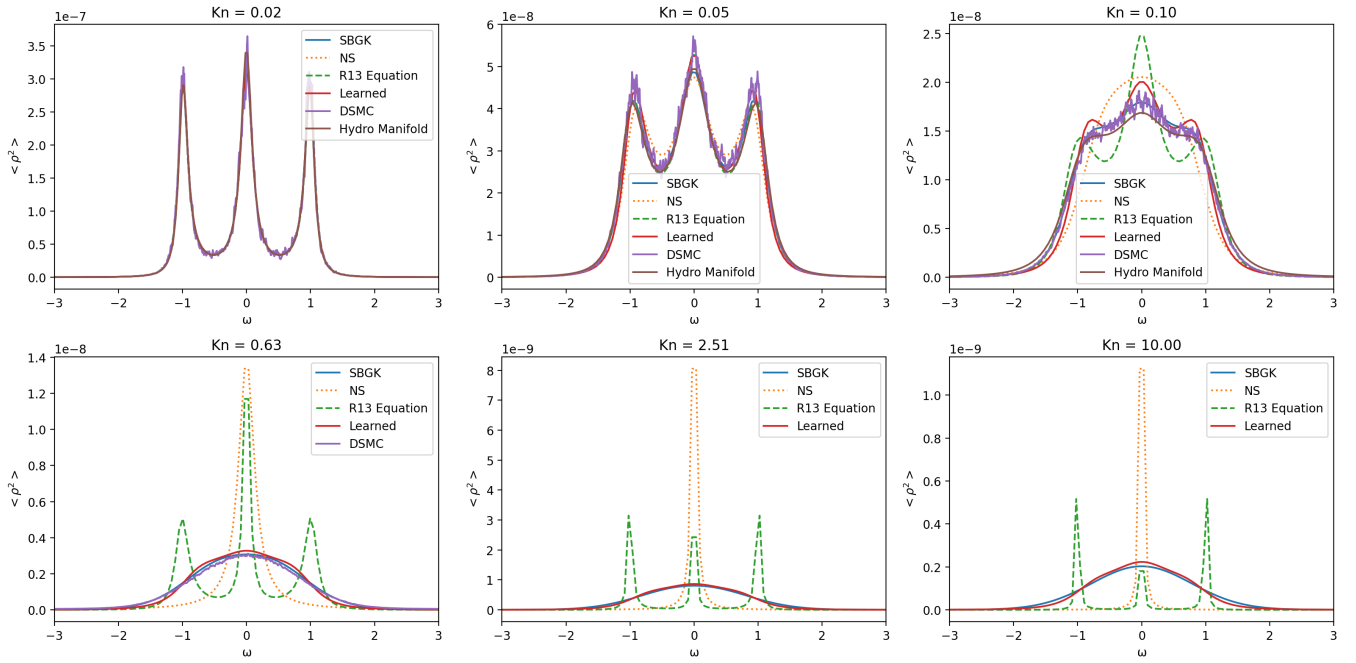 Kn = 0.02
1e−7
< ρ² >
3.5
3.0
2.5
2.0
1.5
1.0
0.5
0.0
−3 −2 −1 0 1 2 3
ω
SBGK
NS
R13 Equation
Learned
DSMC
Hydro Manifold
Kn = 0.05
1e−8
< ρ² >
6
5
4
3
2
1
0
−3 −2 −1 0 1 2 3
ω
SBGK
NS
R13 Equation
Learned
DSMC
Hydro Manifold
Kn = 0.10
1e−8
< ρ² >
2.5
2.0
1.5
1.0
0.5
0.0
−3 −2 −1 0 1 2 3
ω
SBGK
NS
R13 Equation
Learned
DSMC
Hydro Manifold
Kn = 0.63
1e−8
< ρ² >
1.4
1.2
1.0
0.8
0.6
0.4
0.2
0.0
−3 −2 −1 0 1 2 3
ω
SBGK
NS
R13 Equation
Learned
DSMC
Kn = 2.51
1e−9
< ρ² >
8
7
6
5
4
3
2
1
0
−3 −2 −1 0 1 2 3
ω
SBGK
NS
R13 Equation
Learned
Kn = 10.00
1e−9
< ρ² >
1.0
0.8
0.6
0.4
0.2
0.0
−3 −2 −1 0 1 2 3
ω
SBGK
NS
R13 Equation
Learned